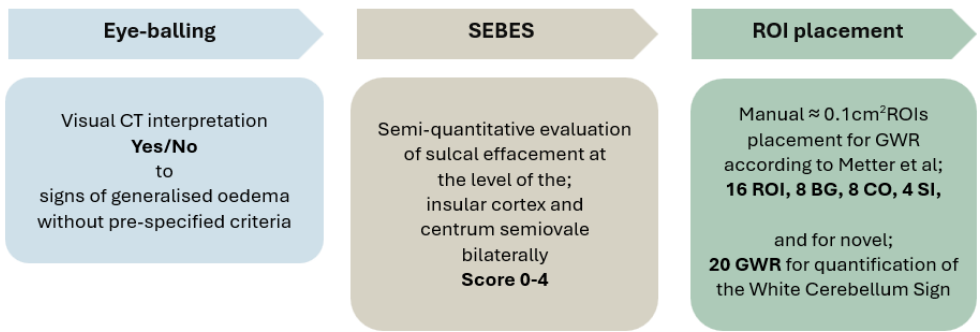 Eye-balling
Visual CT interpretation
Yes/No
to
signs of generalised oedema
without pre-specified criteria
SEBES
Semi-quantitative evaluation
of sulcal effacement at
the level of the;
insular cortex and
centrum semiovale
bilaterally
Score 0-4
ROI placement
Manual ≈ 0.1cm²ROIs
placement for GWR
according to Metter et al;
16 ROI, 8 BG, 8 CO, 4 SI,
and for novel;
20 GWR for quantification of
the White Cerebellum Sign